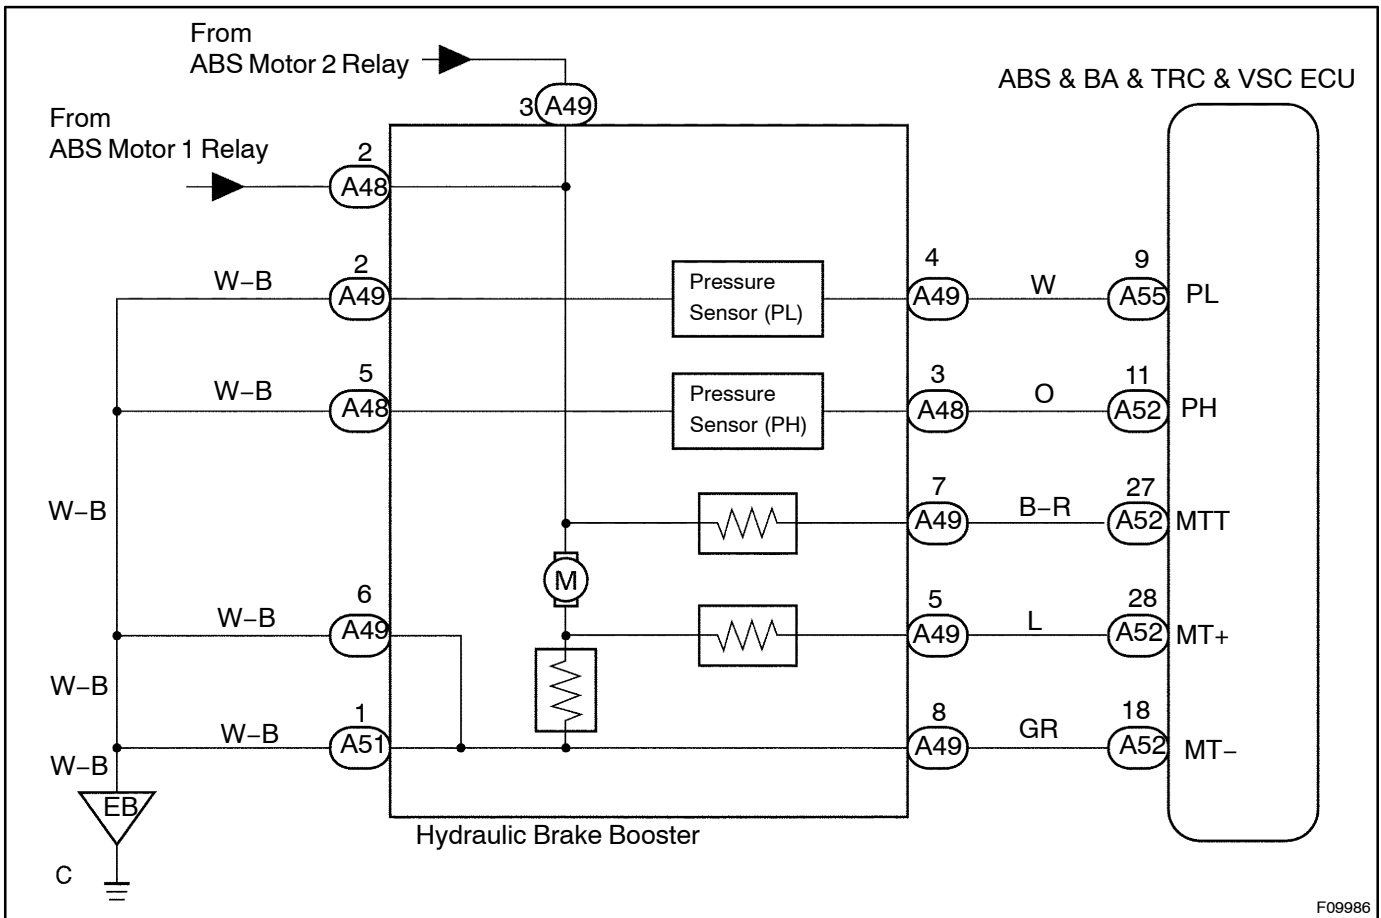 From
ABS Motor 2 Relay
ABS & BA & TRC & VSC ECU
3
A49
From
ABS Motor 1 Relay
2
A48
2
W–B
A49
Pressure
Sensor (PL)
4
A49
W
9
A55
PL
5
W–B
A48
Pressure
Sensor (PH)
3
A48
O
11
A52
PH
W–B
7
A49
B–R
27
A52
MTT
M
6
W–B
A49
5
A49
L
28
A52
MT+
W–B
1
W–B
A51
8
A49
GR
18
A52
MT–
W–B
EB
Hydraulic Brake Booster
C
F09986